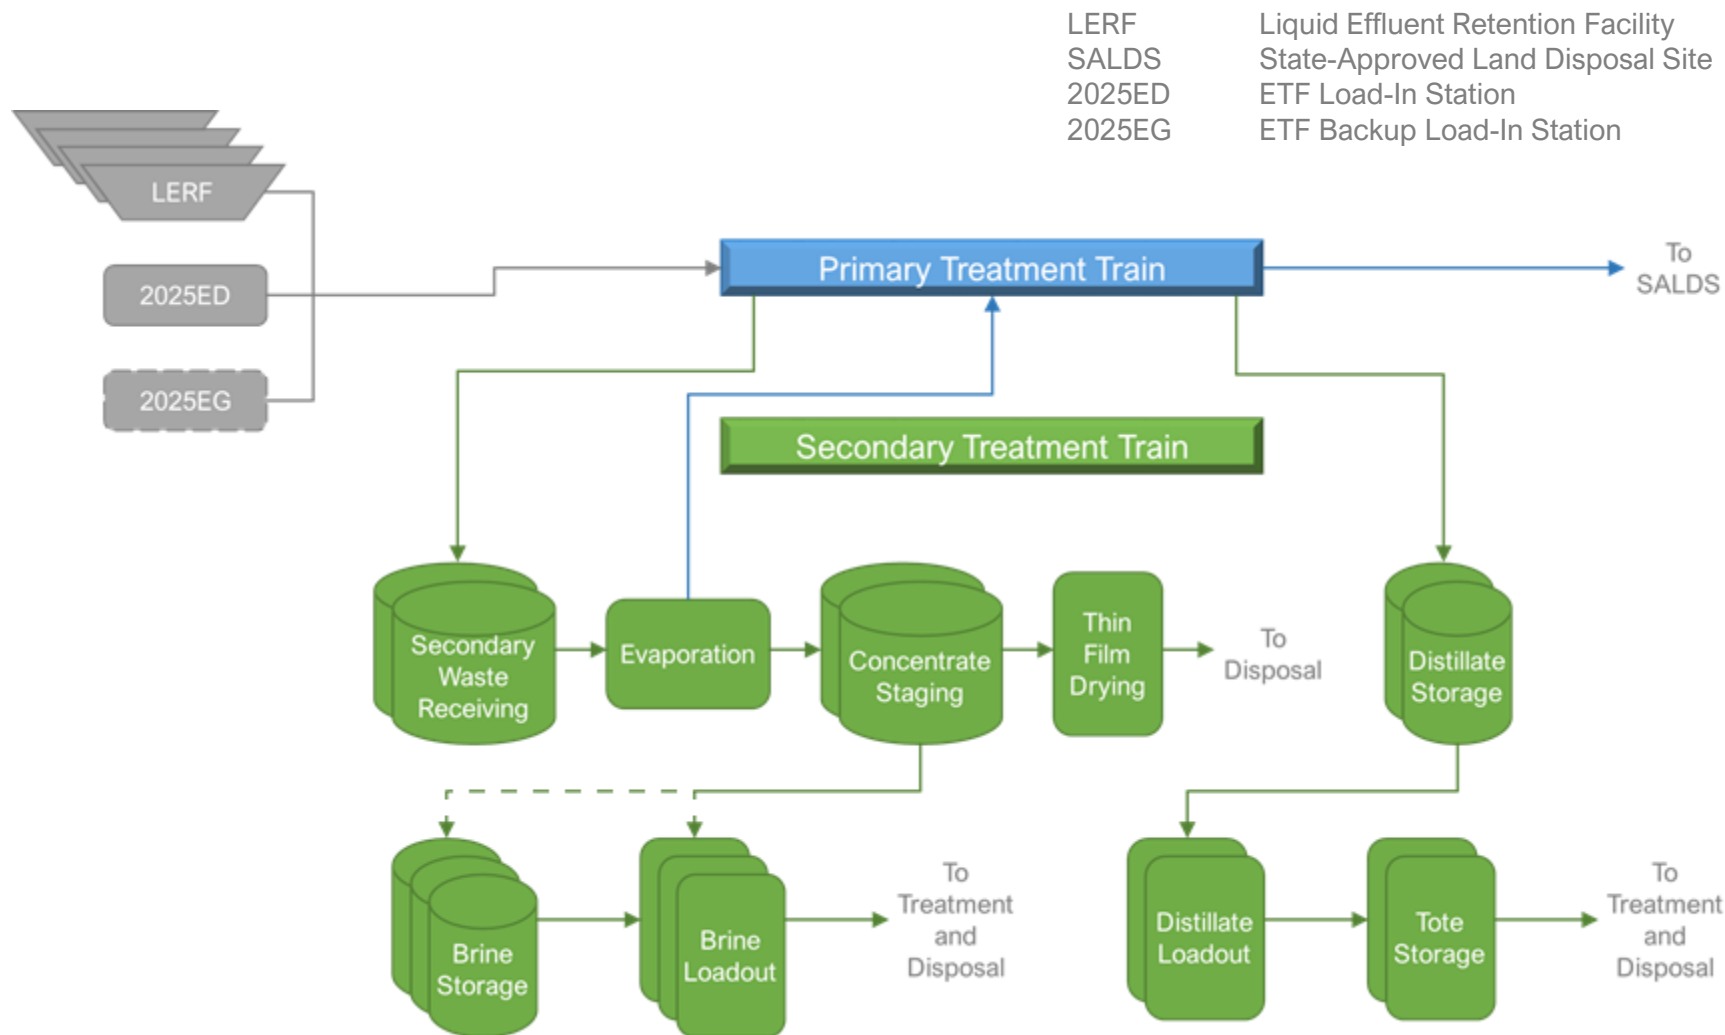 LERF Liquid Effluent Retention Facility
SALDS State-Approved Land Disposal Site
2025ED ETF Load-In Station
2025EG ETF Backup Load-In Station
LERF
2025ED
2025EG
Primary Treatment Train
To
SALDS
Secondary Treatment Train
Secondary
Waste
Receiving
Evaporation
Concentrate
Staging
Thin
Film
Drying
To
Disposal
Distillate
Storage
Brine
Storage
Brine
Loadout
To
Treatment
and
Disposal
Distillate
Loadout
Tote
Storage
To
Treatment
and
Disposal